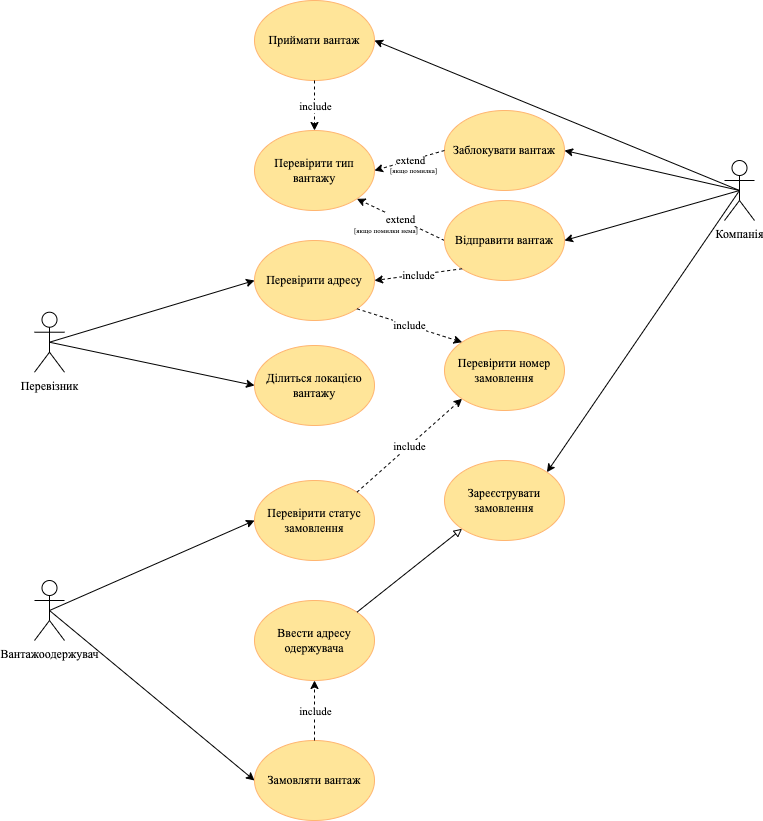 Приймати вантаж
include
Перевірити тип
вантажу
extend
[якщо помилка]
Заблокувати вантаж
extend
[якщо помилки нема]
Відправити вантаж
Компанія
Перевірити адресу
include
include
Перевізник
Ділиться локацією
вантажу
Перевірити номер
замовлення
include
Перевірити статус
замовлення
Зареєструвати
замовлення
Вантажоодержувач
Ввести адресу
одержувача
include
Замовляти вантаж